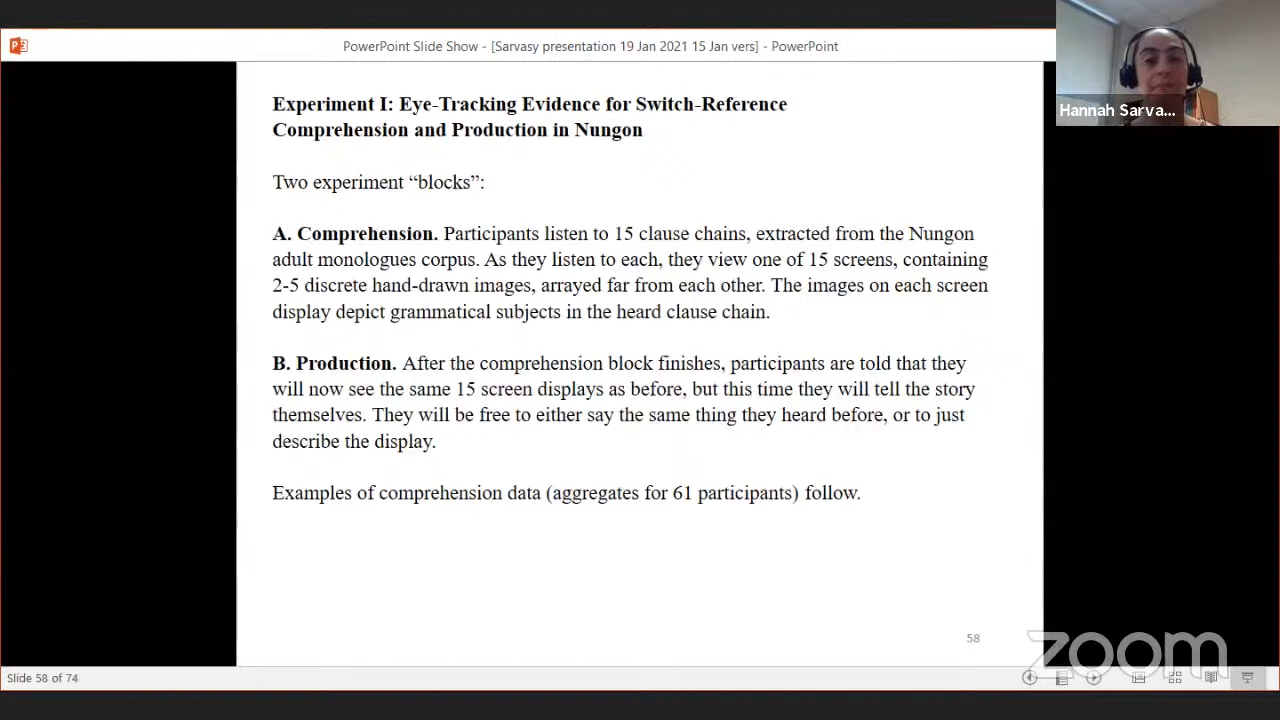 PowerPoint Slide Show - [Sarvasy presentation 19 Jan 2021 15 Jan vers] - PowerPoint
Hannah Sarva...
Experiment I: Eye-Tracking Evidence for Switch-Reference
Comprehension and Production in Nungon
Two experiment “blocks”:
A. Comprehension. Participants listen to 15 clause chains, extracted from the Nungon
adult monologues corpus. As they listen to each, they view one of 15 screens, containing
2-5 discrete hand-drawn images, arrayed far from each other. The images on each screen
display depict grammatical subjects in the heard clause chain.
B. Production. After the comprehension block finishes, participants are told that they
will now see the same 15 screen displays as before, but this time they will tell the story
themselves. They will be free to either say the same thing they heard before, or to just
describe the display.
Examples of comprehension data (aggregates for 61 participants) follow.
58
zoom
Slide 58 of 74